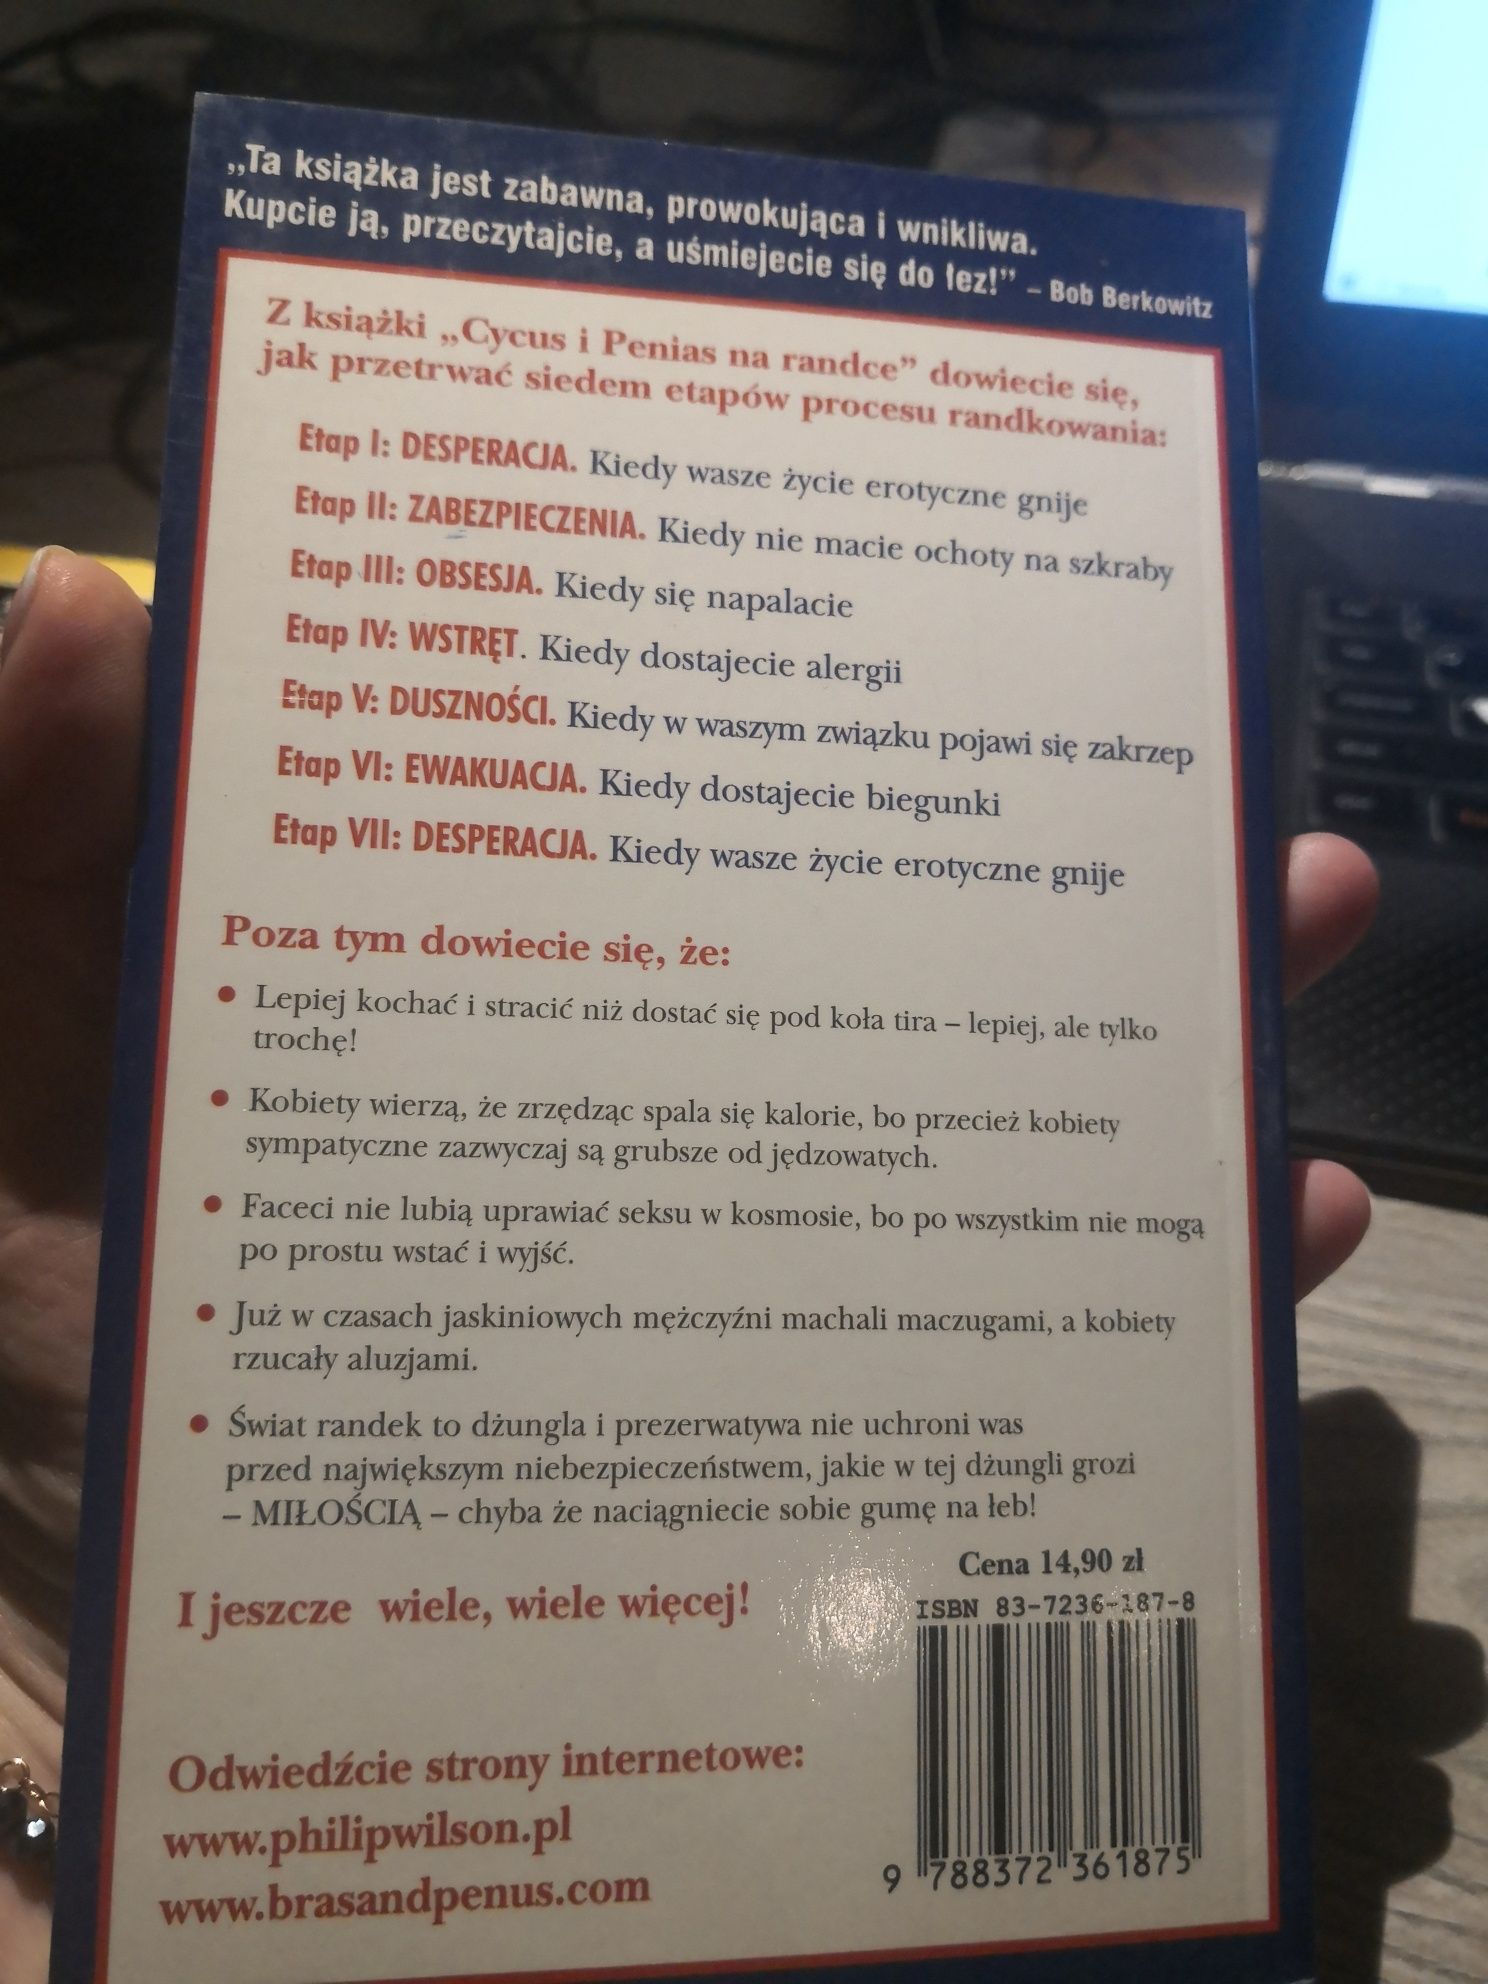 „Ta książka jest zabawna, prowokująca i wnikliwa.
Kupcie ją, przeczytajcie, a uśmiejecie się do łez!” – Bob Berkowitz
Z książki „Cycus i Penias na randce” dowiecie się,
jak przetrwać siedem etapów procesu randkowania:
Etap I: DESPERACJA. Kiedy wasze życie erotyczne gnije
Etap II: ZABEZPIECZENIA. Kiedy nie macie ochoty na szkraby
Etap III: OBSESJA. Kiedy się napalacie
Etap IV: WSTRĘT. Kiedy dostajecie alergii
Etap V: DUSZNOŚCI. Kiedy w waszym związku pojawi się zakrzep
Etap VI: EWAKUACJA. Kiedy dostajecie biegunki
Etap VII: DESPERACJA. Kiedy wasze życie erotyczne gnije
Poza tym dowiecie się, że:
• Lepiej kochać i stracić niż dostać się pod koła tira – lepiej, ale tylko
trochę!
• Kobiety wierzą, że zrzędząc spala się kalorie, bo przecież kobiety
sympatyczne zazwyczaj są grubsze od jędzowatych.
• Faceci nie lubią uprawiać seksu w kosmosie, bo po wszystkim nie mogą
po prostu wstać i wyjść.
• Już w czasach jaskiniowych mężczyźni machali maczugami, a kobiety
rzucały aluzjami.
• Świat randek to dżungla i prezerwatywa nie uchroni was
przed największym niebezpieczeństwem, jakie w tej dżungli grozi
– MIŁOŚCIĄ – chyba że naciągniecie sobie gumę na łeb!
Cena 14,90 zł
I jeszcze wiele, wiele więcej!
ISBN 83-7236-187-8
9 788372 361875
Odwiedźcie strony internetowe:
www.philipwilson.pl
www.brasandpenus.com